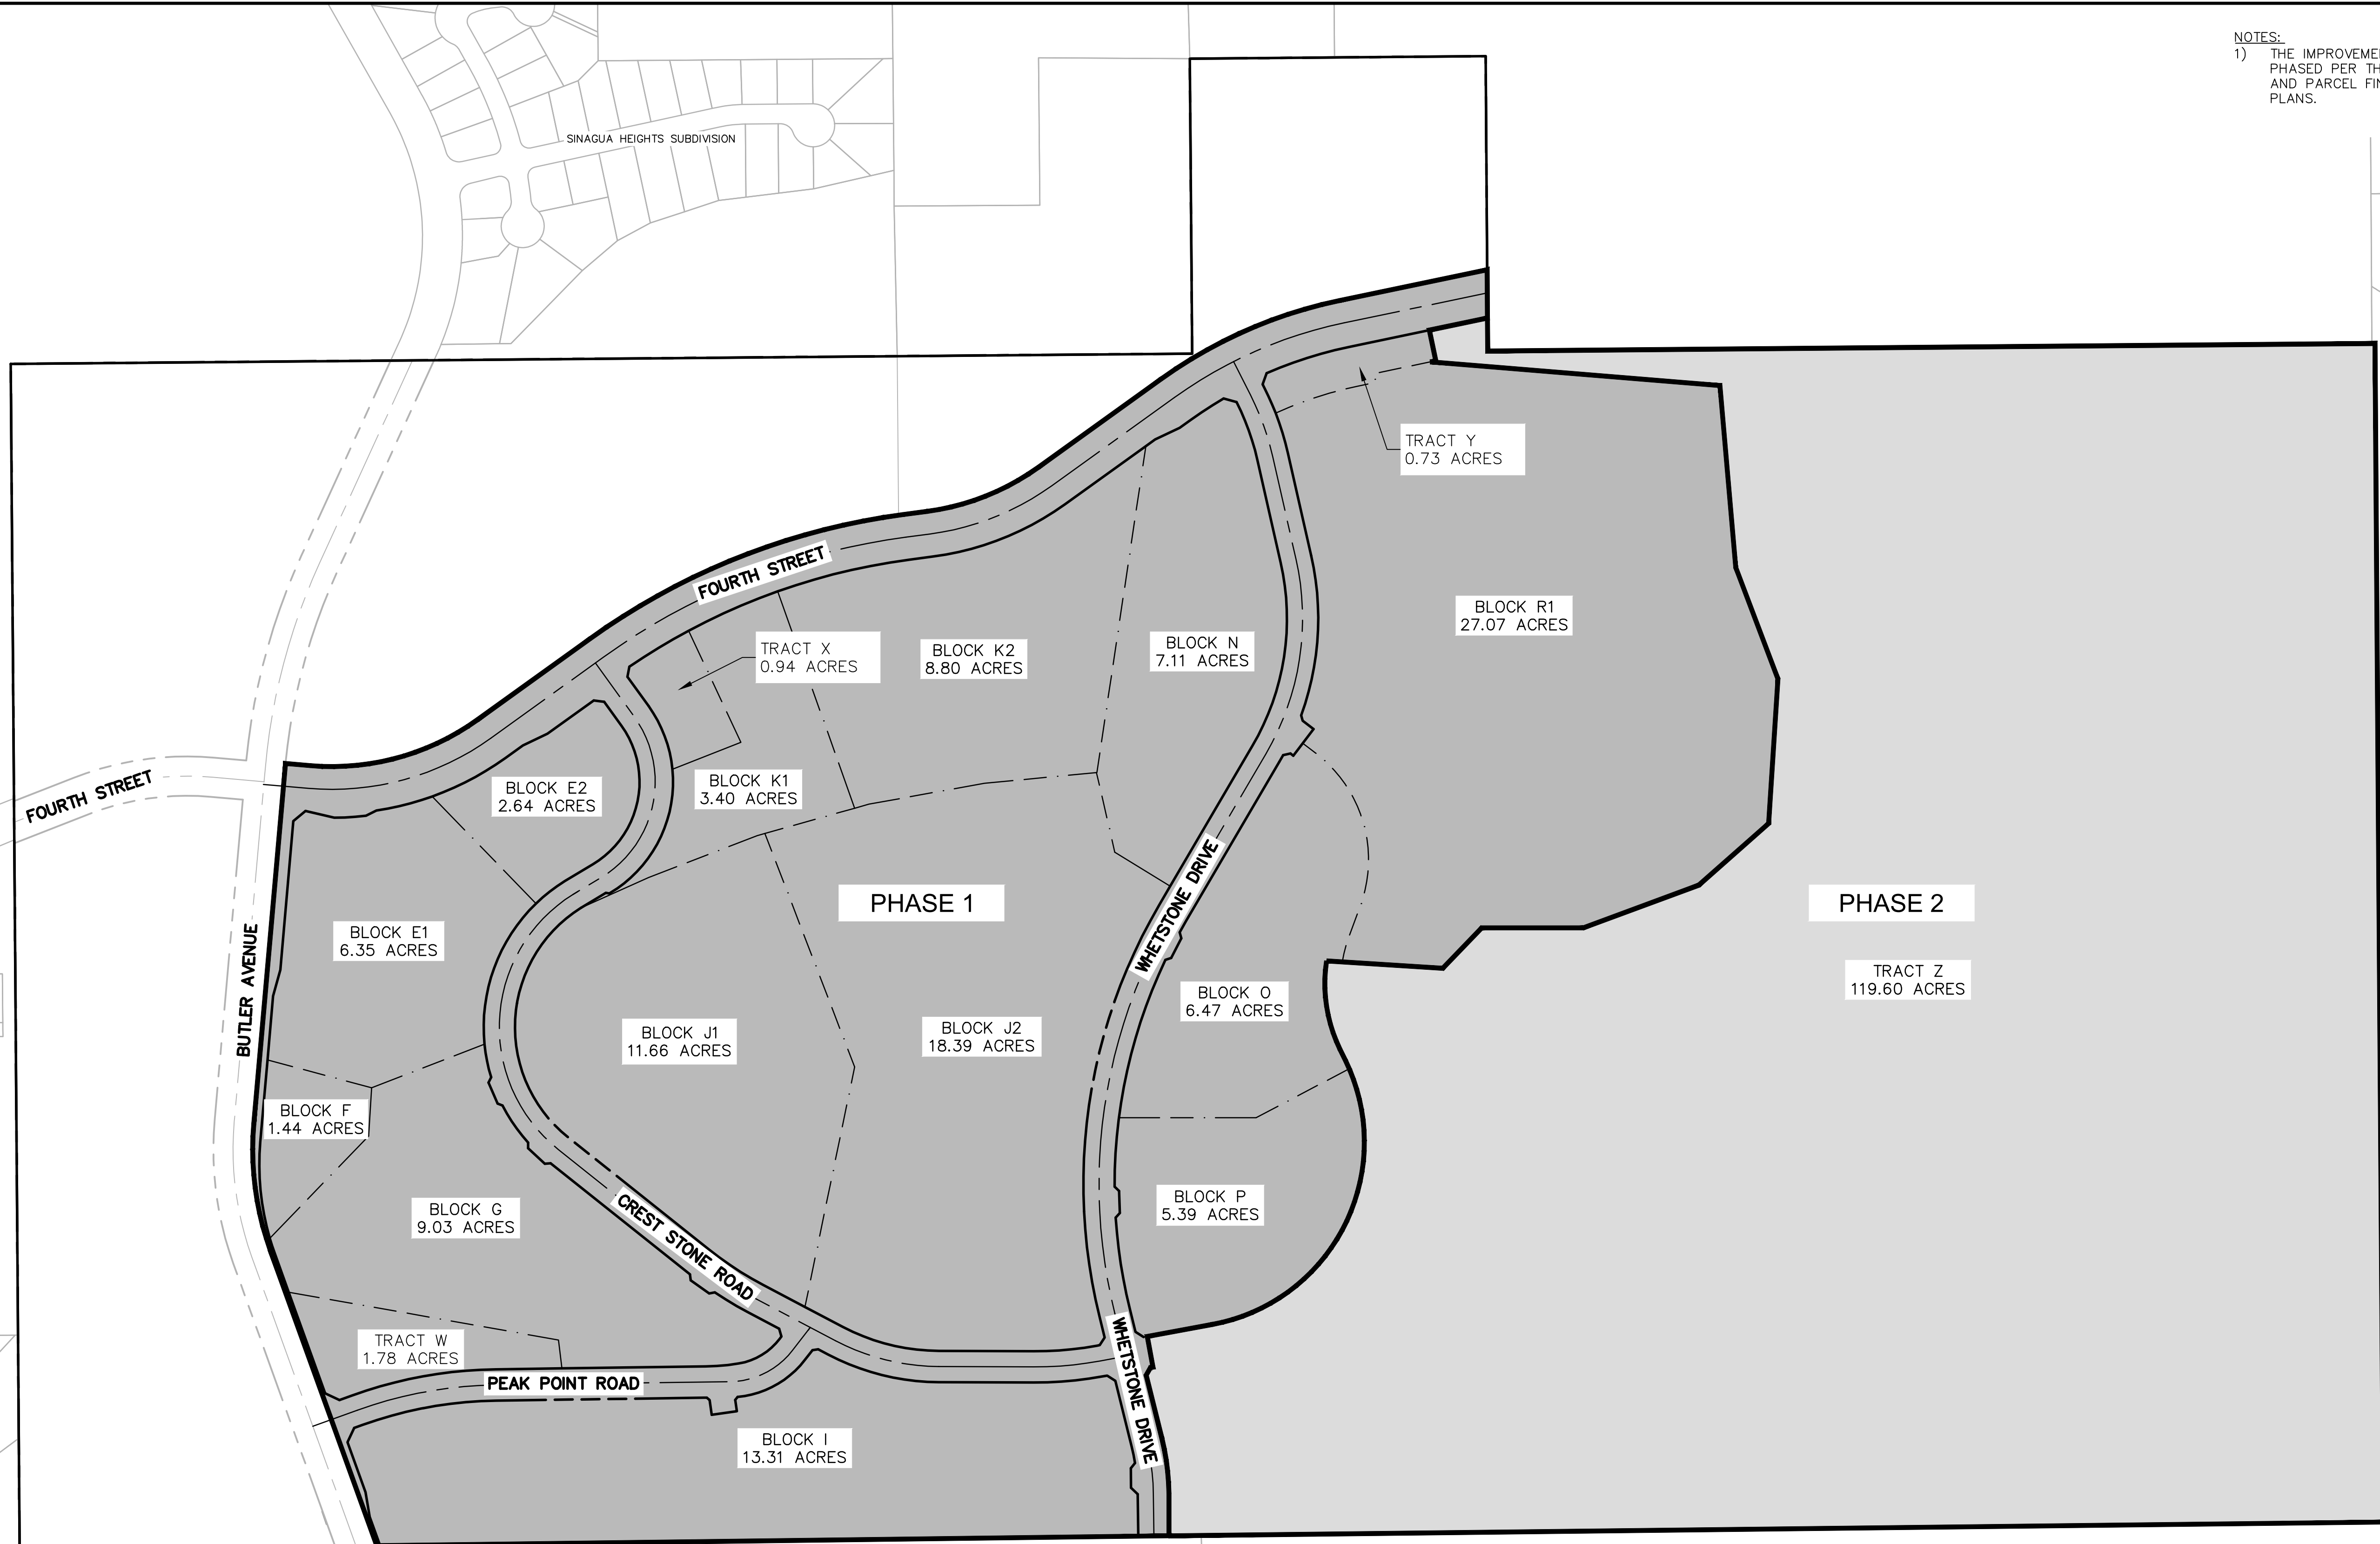 NOTES:
1) THE IMPROVEME
PHASED PER TH
AND PARCEL FIN
PLANS.
SINAGUA HEIGHTS SUBDIVISION
TRACT Y
0.73 ACRES
FOURTH STREET
BLOCK R1
27.07 ACRES
TRACT X
0.94 ACRES
BLOCK K2
8.80 ACRES
BLOCK N
7.11 ACRES
FOURTH STREET
BLOCK E2
2.64 ACRES
BLOCK K1
3.40 ACRES
WHETSTONE DRIVE
PHASE 1
PHASE 2
BLOCK E1
6.35 ACRES
BUTLER AVENUE
TRACT Z
119.60 ACRES
BLOCK O
6.47 ACRES
BLOCK J1
11.66 ACRES
BLOCK J2
18.39 ACRES
BLOCK F
1.44 ACRES
BLOCK G
9.03 ACRES
BLOCK P
5.39 ACRES
CREST STONE ROAD
TRACT W
1.78 ACRES
WHETSTONE DRIVE
PEAK POINT ROAD
BLOCK I
13.31 ACRES